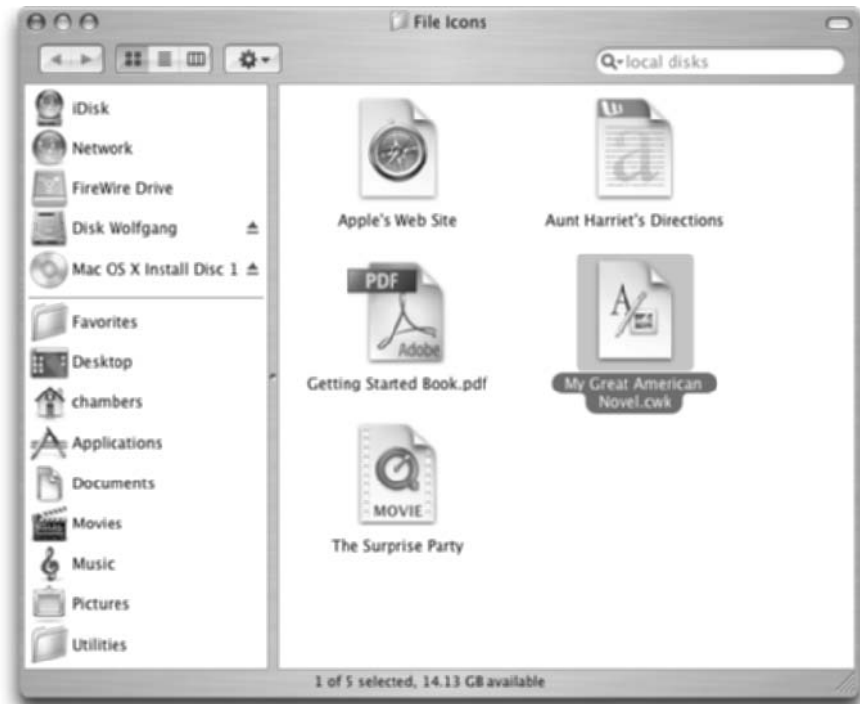 File Icons
local disks
iDisk
Network
FireWire Drive
Disk Wolfgang
Mac OS X Install Disc 1
Favorites
Desktop
chambers
Applications
Documents
Movies
Music
Pictures
Utilities
W
a
Apple's Web Site
Aunt Harriet's Directions
PDF
Adobe
Getting Started Book.pdf
My Great American
Novel.cwk
MOVIE
The Surprise Party
1 of 5 selected, 14.13 GB available